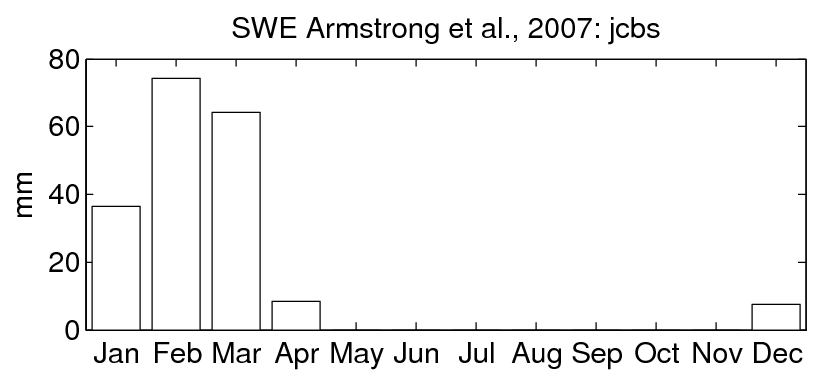 SWE Armstrong et al., 2007: jcbs
80
60
40
20
0
mm
Jan Feb Mar Apr May Jun Jul Aug Sep Oct Nov Dec